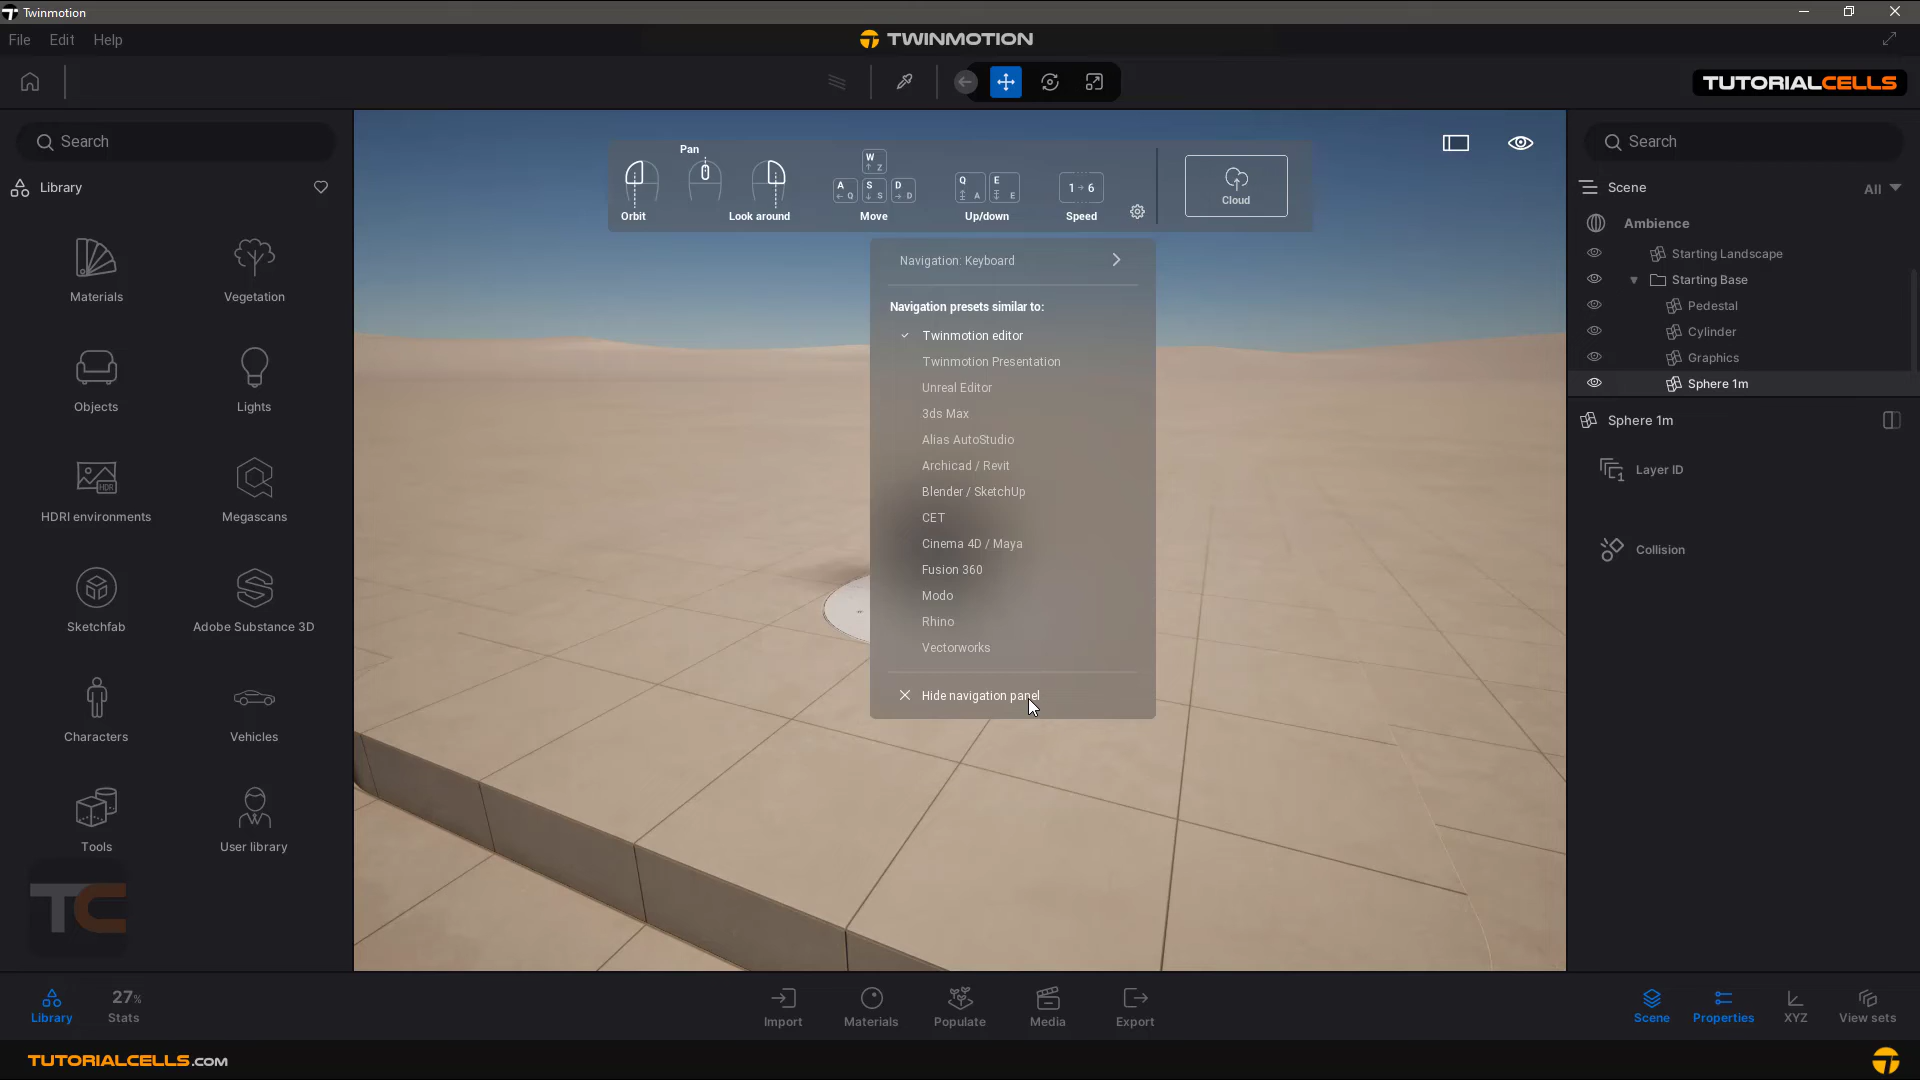 Twinmotion
File Edit Help
TWINMOTION
TUTORIALCELLS
Search
Library
Materials
Vegetation
Objects
Lights
HDR
HDRI environments
Megascans
Sketchfab
Adobe Substance 3D
Characters
Vehicles
Tools
User library
TC
Pan
Orbit
Look around
W
Z
A
Q
S
S
D
D
Move
Q
A
E
E
Up/down
1 → 6
Speed
Cloud
Navigation: Keyboard
Navigation presets similar to:
Twinmotion editor
Twinmotion Presentation
Unreal Editor
3ds Max
Alias AutoStudio
Archicad / Revit
Blender / SketchUp
CET
Cinema 4D / Maya
Fusion 360
Modo
Rhino
Vectorworks
Hide navigation panel
Search
Scene
All
Ambience
Starting Landscape
Starting Base
Pedestal
Cylinder
Graphics
Sphere 1m
Sphere 1m
1
Layer ID
Collision
Library
27%
Stats
Import
Materials
Populate
Media
Export
Scene
Properties
XYZ
View sets
TUTORIALCELLS.COM